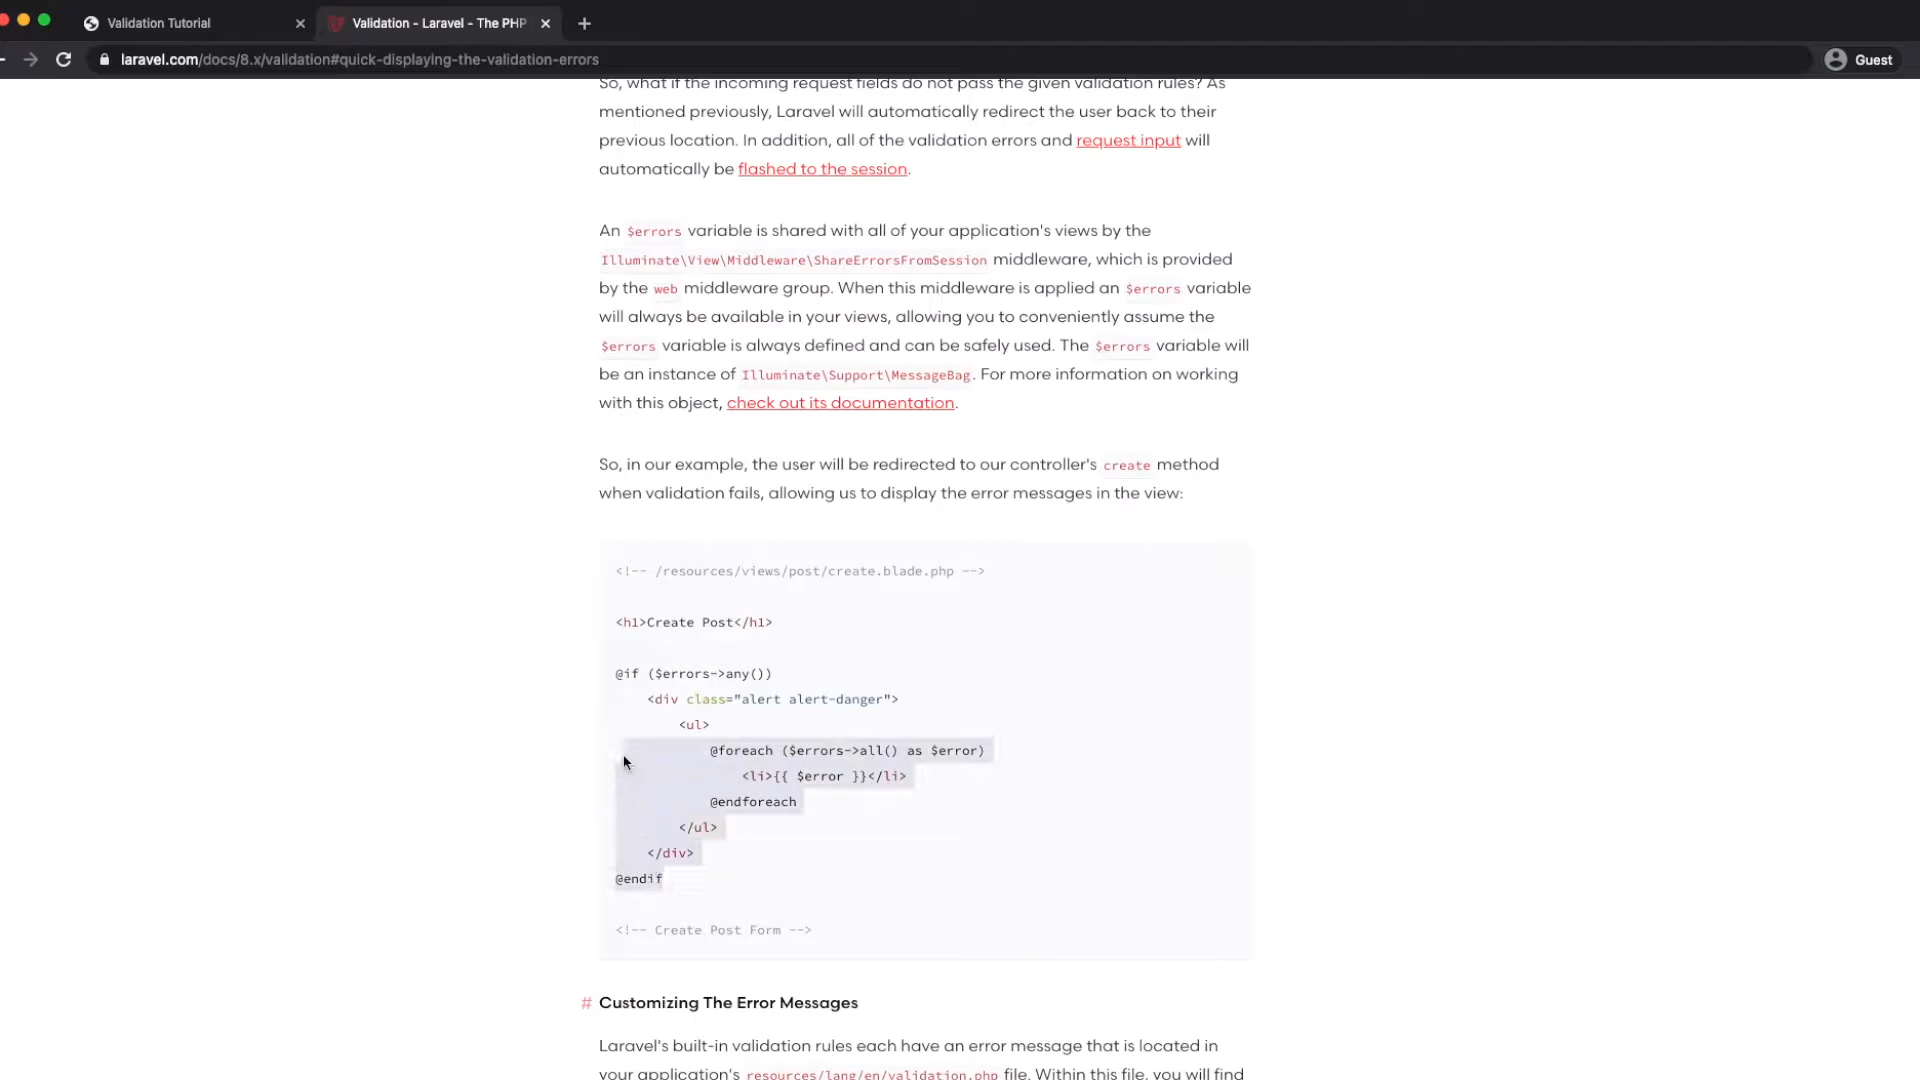 Validation Tutorial
Validation - Laravel - The PHP
laravel.com/docs/8.x/validation#quick-displaying-the-validation-errors
Guest
So, what if the incoming request fields do not pass the given validation rules? As
mentioned previously, Laravel will automatically redirect the user back to their
previous location. In addition, all of the validation errors and request input will
automatically be flashed to the session.
An $errors variable is shared with all of your application's views by the
Illuminate\View\Middleware\ShareErrorsFromSession middleware, which is provided
by the web middleware group. When this middleware is applied an $errors variable
will always be available in your views, allowing you to conveniently assume the
$errors variable is always defined and can be safely used. The $errors variable will
be an instance of Illuminate\Support\MessageBag. For more information on working
with this object, check out its documentation.
So, in our example, the user will be redirected to our controller's create method
when validation fails, allowing us to display the error messages in the view:
<!-- /resources/views/post/create.blade.php -->
<h1>Create Post</h1>
@if ($errors->any())
<div class="alert alert-danger">
<ul>
@foreach ($errors->all() as $error)
<li>{{ $error }}</li>
@endforeach
</ul>
</div>
@endif
<!-- Create Post Form -->
# Customizing The Error Messages
Laravel's built-in validation rules each have an error message that is located in
your application's resources/lang/en/validation.php file. Within this file, you will find